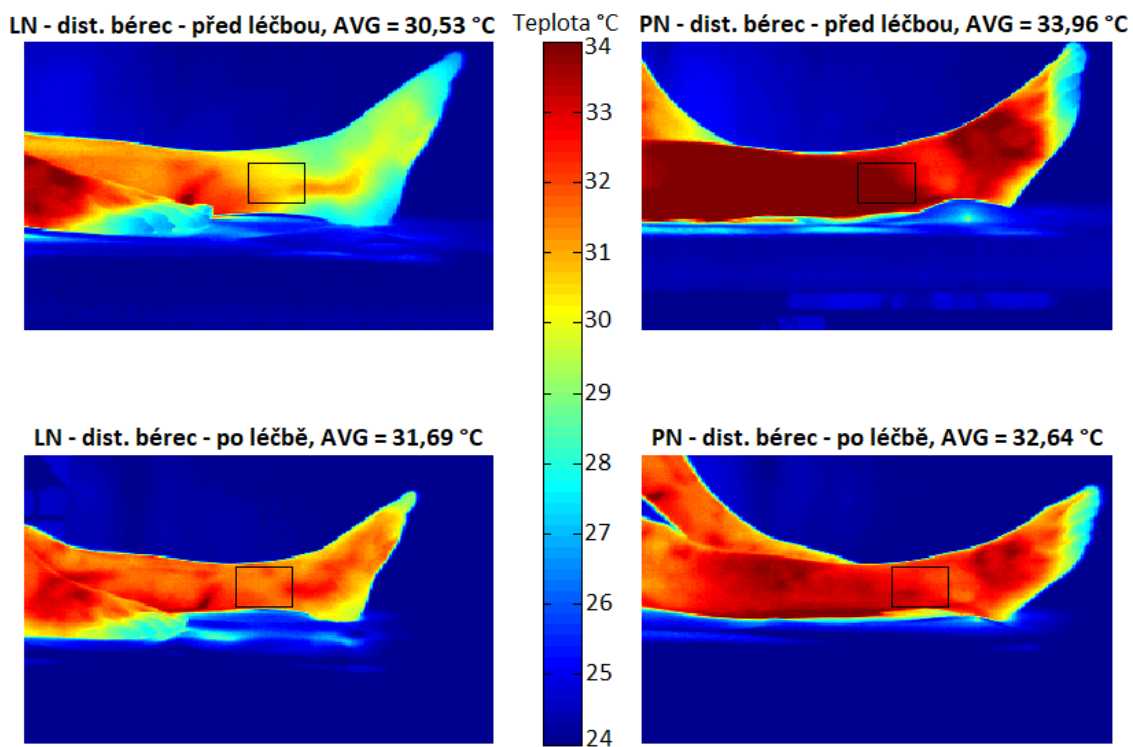 LN - dist. bérec - před léčbou, AVG = 30,53 °C
Teplota °C
PN - dist. bérec - před léčbou, AVG = 33,96 °C
34
33
32
31
30
29
28
27
26
25
24
LN - dist. bérec - po léčbě, AVG = 31,69 °C
PN - dist. bérec - po léčbě, AVG = 32,64 °C